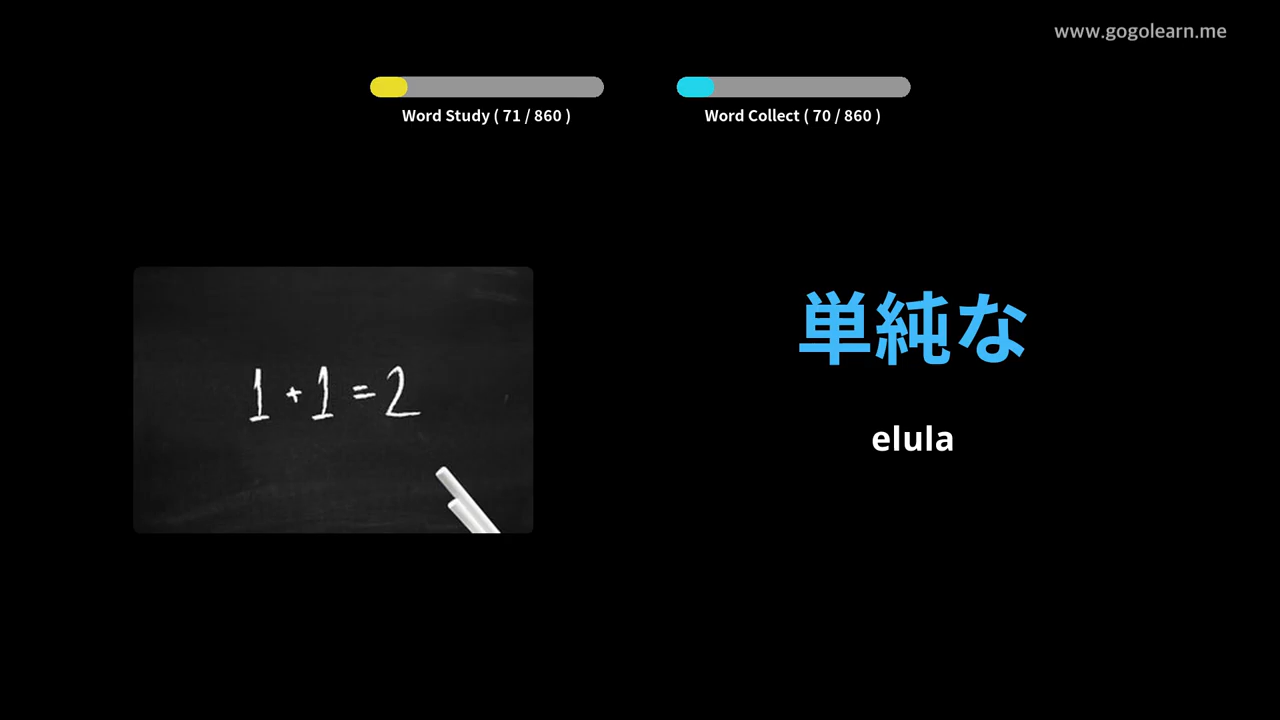 www.gogolearn.me
Word Study ( 71 / 860 )
Word Collect ( 70 / 860 )
1 + 1 = 2
単純な
elula